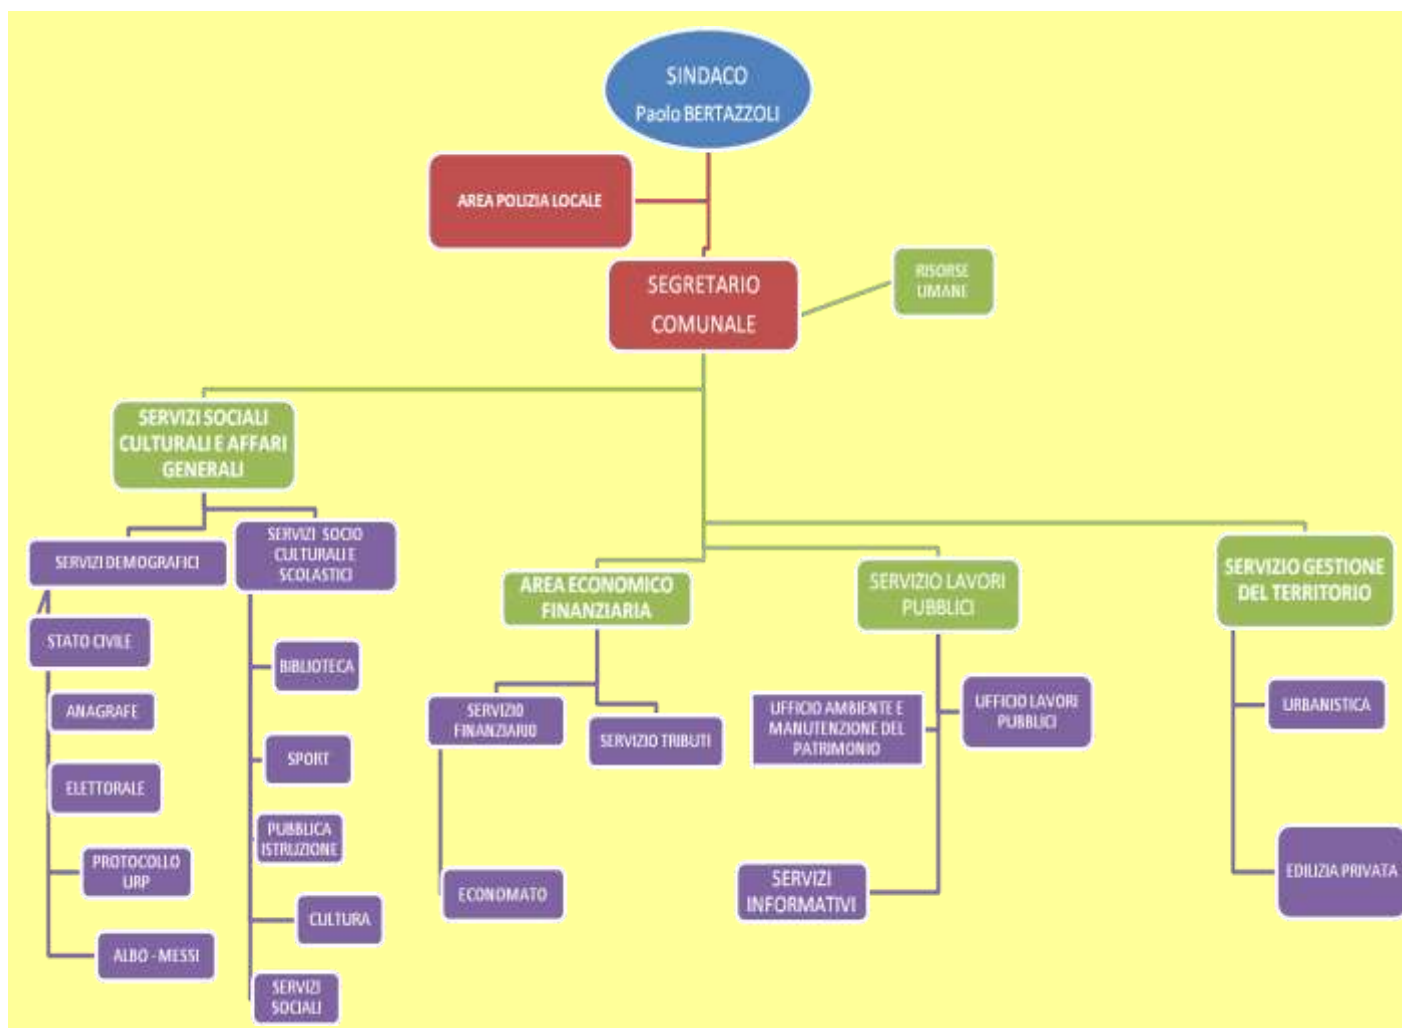 SINDACO
Paolo BERTAZZOLI
AREA POLIZIA LOCALE
SEGRETARIO
COMUNALE
RISORSE
UMANE
SERVIZI SOCIALI
CULTURALI E AFFARI
GENERALI
SERVIZI DEMOGRAFICI
SERVIZI SOCIO
CULTURALI E
SCOLASTICI
STATO CIVILE
ANAGRAFE
ELETTORALE
PROTOCOLLO
URP
ALBO - MESSI
BIBLIOTECA
SPORT
PUBBLICA
ISTRUZIONE
CULTURA
SERVIZI
SOCIALI
AREA ECONOMICO
FINANZIARIA
SERVIZIO
FINANZIARIO
SERVIZIO TRIBUTI
ECONOMATO
SERVIZIO LAVORI
PUBBLICI
UFFICIO AMBIENTE E
MANUTENZIONE DEL
PATRIMONIO
UFFICIO LAVORI
PUBBLICI
SERVIZI
INFORMATIVI
SERVIZIO GESTIONE
DEL TERRITORIO
URBANISTICA
EDILIZIA PRIVATA